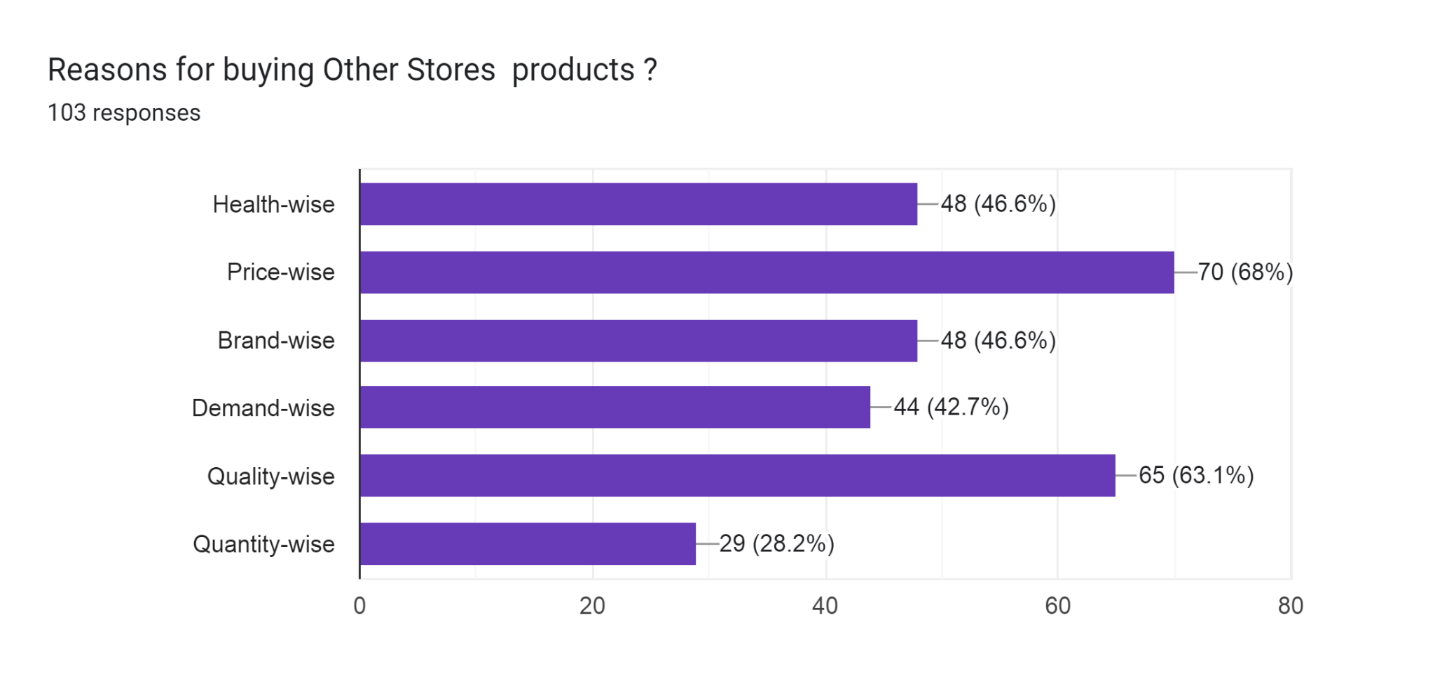 Reasons for buying Other Stores  products ?
103 responses
Health-wise 48 (46.6%)
Price-wise 70 (68%)
Brand-wise 48 (46.6%)
Demand-wise 44 (42.7%)
Quality-wise 65 (63.1%)
Quantity-wise 29 (28.2%)
0 20 40 60 80